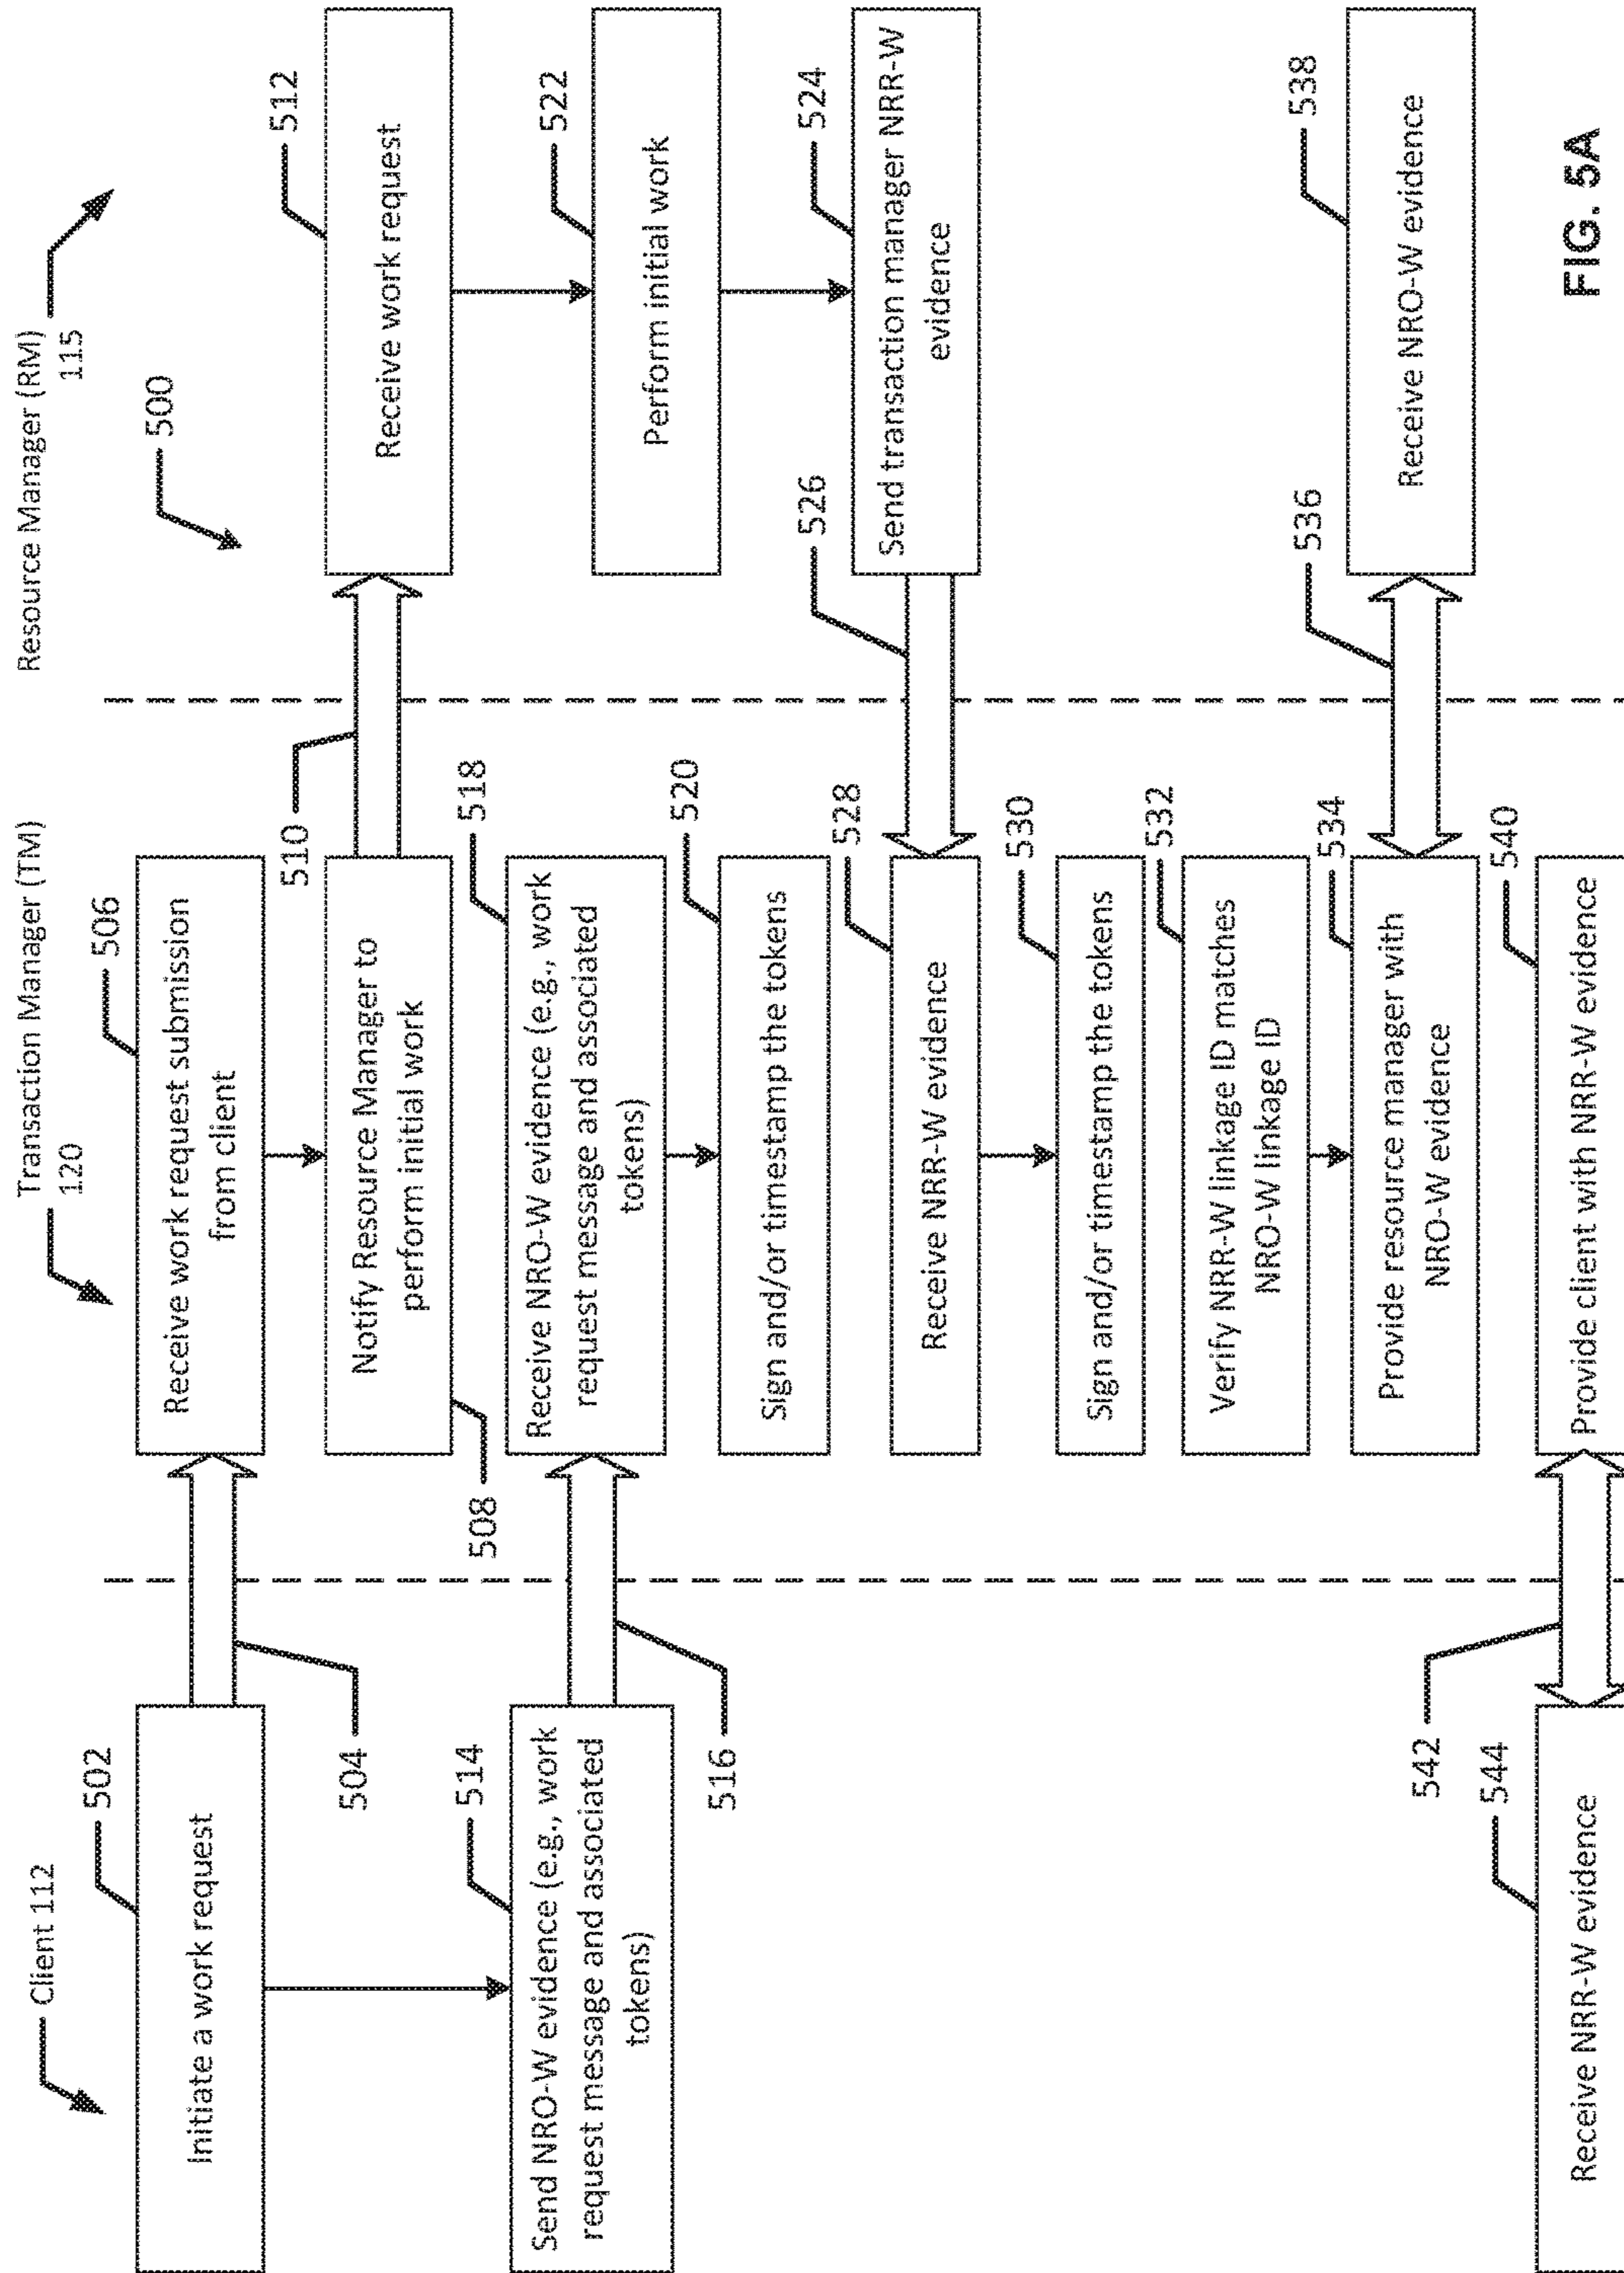 Client 112
Transaction Manager (TM)
120
Resource Manager (RM)
115
500
502
Initiate a work request
504
506
Receive work request submission
from client
508
Notify Resource Manager to
perform initial work
510
512
Receive work request
514
Send NRO-W evidence (e.g., work
request message and associated
tokens)
516
518
Receive NRO-W evidence (e.g., work
request message and associated
tokens)
520
Sign and/or timestamp the tokens
522
Perform initial work
524
Send transaction manager NRR-W
evidence
526
528
Receive NRR-W evidence
530
Sign and/or timestamp the tokens
532
Verify NRR-W linkage ID matches
NRO-W linkage ID
534
Provide resource manager with
NRO-W evidence
536
538
Receive NRO-W evidence
540
Provide client with NRR-W evidence
542
544
Receive NRR-W evidence
FIG. 5A